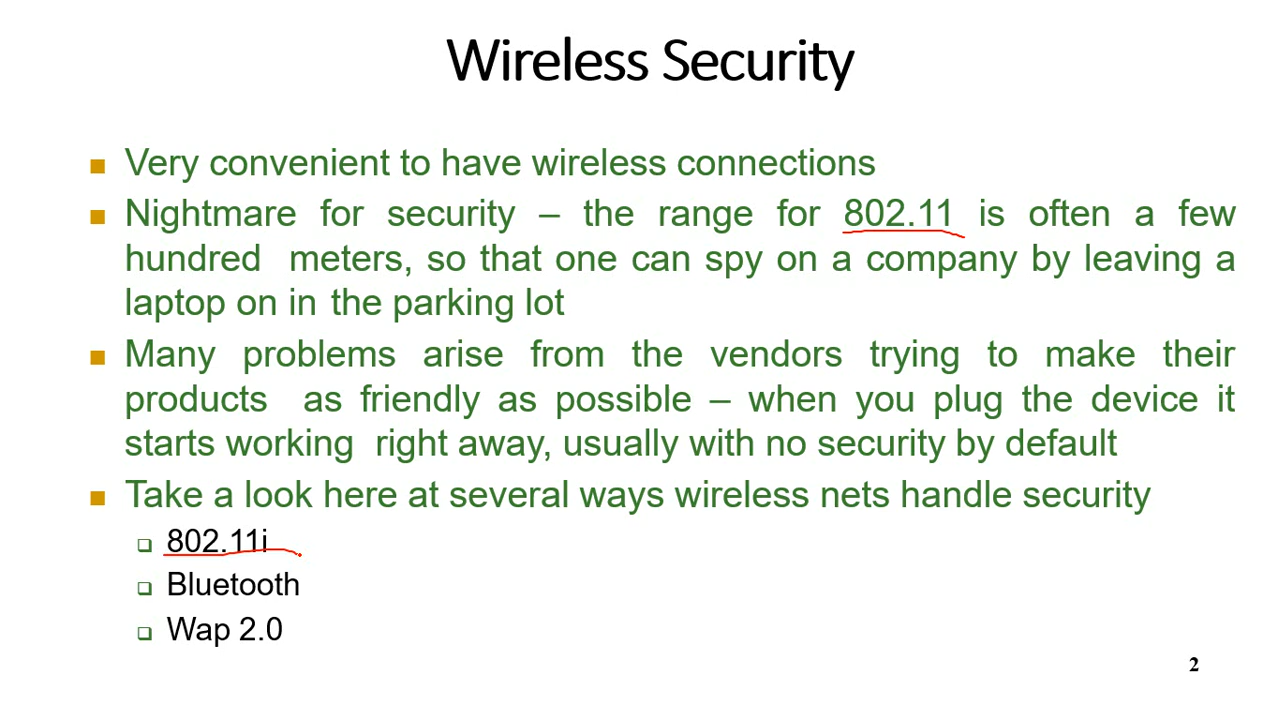 Wireless Security
Very convenient to have wireless connections
Nightmare for security – the range for 802.11 is often a few
hundred meters, so that one can spy on a company by leaving a
laptop on in the parking lot
Many problems arise from the vendors trying to make their
products as friendly as possible – when you plug the device it
starts working right away, usually with no security by default
Take a look here at several ways wireless nets handle security
802.11i
Bluetooth
Wap 2.0
2